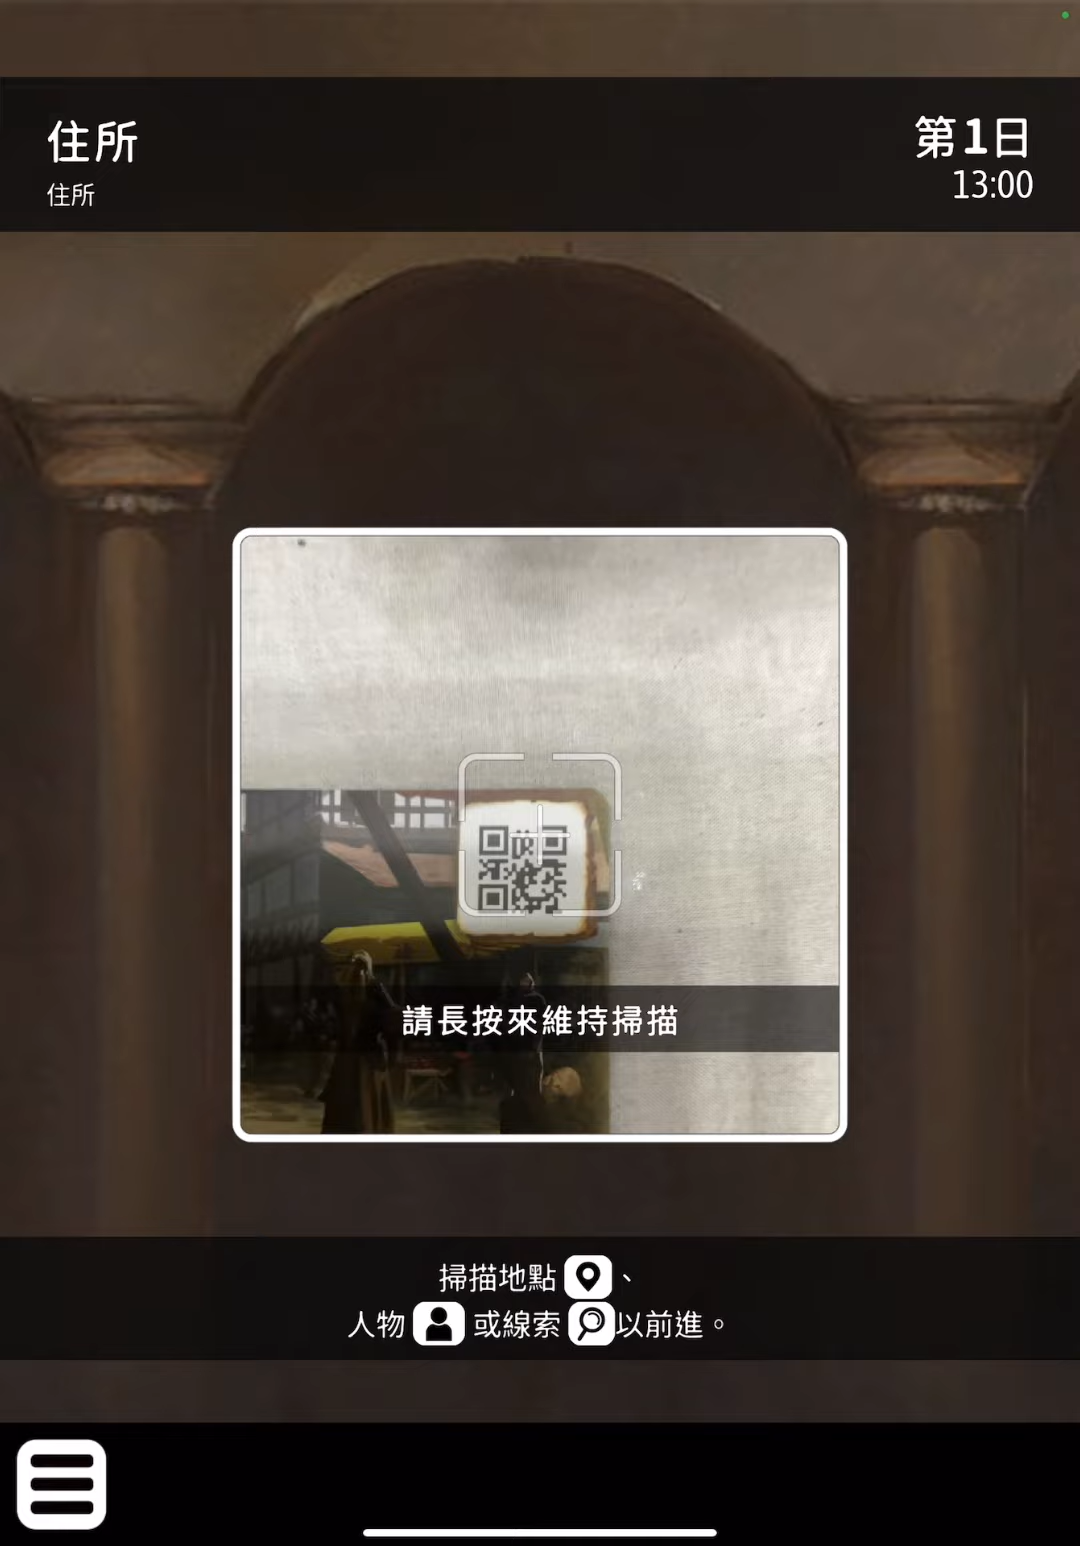 住所
住所
第1日
13:00
請長按來維持掃描
掃描地點、
人物 或線索 以前進。